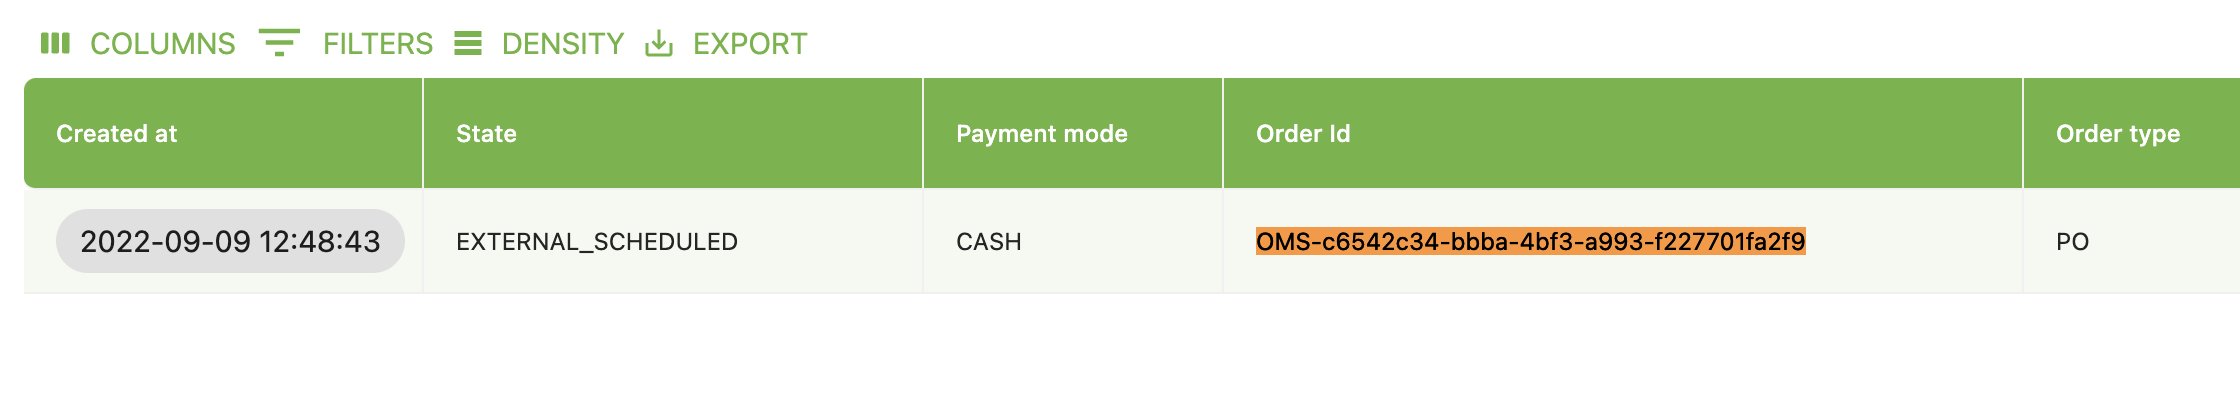 COLUMNS FILTERS DENSITY EXPORT
Created at State Payment mode Order Id Order type
2022-09-09 12:48:43 EXTERNAL_SCHEDULED CASH OMS-c6542c34-bbba-4bf3-a993-f227701fa2f9 PO